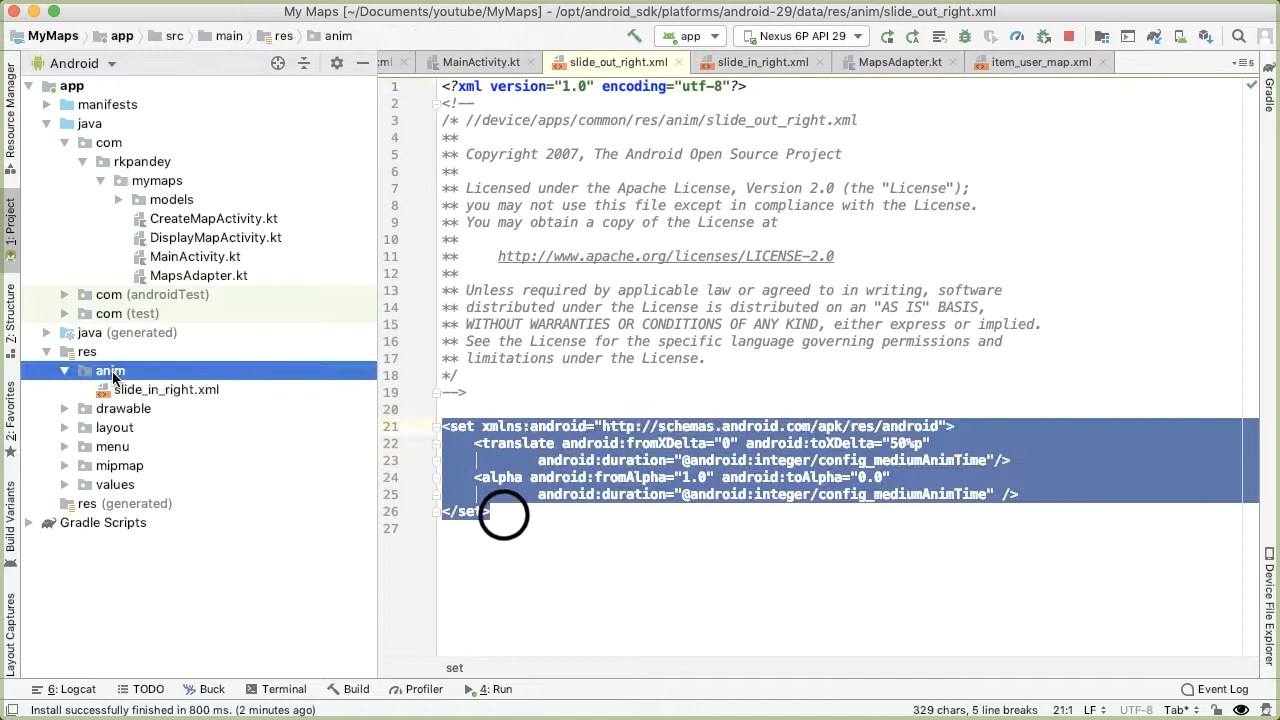 My Maps [~/Documents/youtube/MyMaps] - /opt/android_sdk/platforms/android-29/data/res/anim/slide_out_right.xml
MyMaps app src main res anim app Nexus 6P API 29
Android
ml MainActivity.kt slide_out_right.xml slide_in_right.xml MapsAdapter.kt item_user_map.xml
Resource Manager
1: Project
Z: Structure
2: Favorites
Build Variants
Layout Captures
app
manifests
java
com
rkpandey
mymaps
models
CreateMapActivity.kt
DisplayMapActivity.kt
MainActivity.kt
MapsAdapter.kt
com (androidTest)
com (test)
java (generated)
res
anim
slide_in_right.xml
drawable
layout
menu
mipmap
values
res (generated)
Gradle Scripts
1 <?xml version="1.0" encoding="utf-8"?>
2 <!--
3 /* //device/apps/common/res/anim/slide_out_right.xml
4 **
5 ** Copyright 2007, The Android Open Source Project
6 **
7 ** Licensed under the Apache License, Version 2.0 (the "License");
8 ** you may not use this file except in compliance with the License.
9 ** You may obtain a copy of the License at
10 **
11 ** http://www.apache.org/licenses/LICENSE-2.0
12 **
13 ** Unless required by applicable law or agreed to in writing, software
14 ** distributed under the License is distributed on an "AS IS" BASIS,
15 ** WITHOUT WARRANTIES OR CONDITIONS OF ANY KIND, either express or implied.
16 ** See the License for the specific language governing permissions and
17 ** limitations under the License.
18 */
19 -->
20
21 <set xmlns:android="http://schemas.android.com/apk/res/android">
22 <translate android:fromXDelta="0" android:toXDelta="50%p"
23 android:duration="@android:integer/config_mediumAnimTime"/>
24 <alpha android:fromAlpha="1.0" android:toAlpha="0.0"
25 android:duration="@android:integer/config_mediumAnimTime" />
26 </set>
27
set
Gradle
Device File Explorer
6: Logcat TODO Buck Terminal Build Profiler 4: Run Event Log
Install successfully finished in 800 ms. (2 minutes ago) 329 chars, 5 line breaks 21:1 LF UTF-8 Tab*